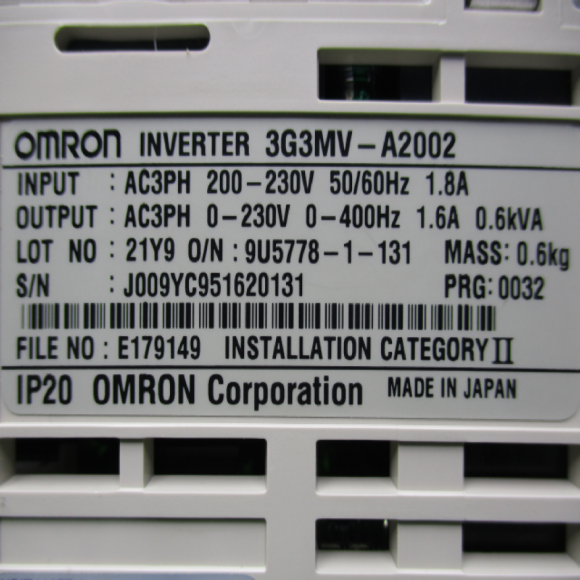 OMRON INVERTER 3G3MV-A2002
INPUT : AC3PH 200-230V 50/60Hz 1.8A
OUTPUT : AC3PH 0-230V 0-400Hz 1.6A 0.6kVA
LOT NO : 21Y9 O/N : 9U5778-1-131 MASS: 0.6kg
S/N : J009YC951620131 PRG: 0032
FILE NO : E179149 INSTALLATION CATEGORY II
IP20 OMRON Corporation MADE IN JAPAN